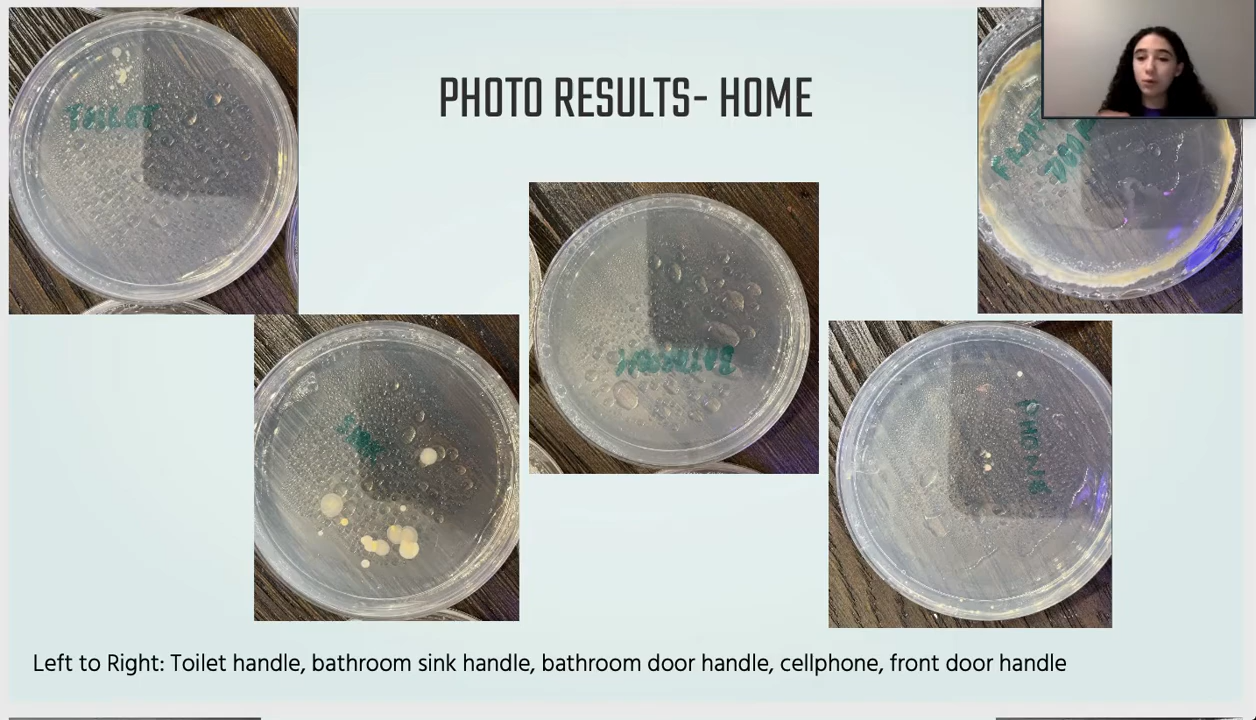 PHOTO RESULTS- HOME
TOILET
SINK
BATHROOM
PHONE
Left to Right: Toilet handle, bathroom sink handle, bathroom door handle, cellphone, front door handle